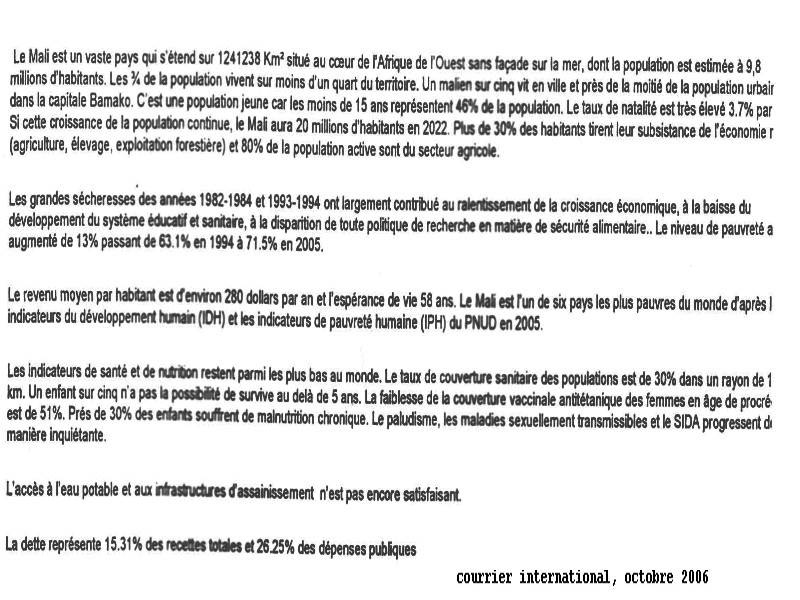 Le Mali est un vaste pays qui s'étend sur 1241238 Km² situé au cœur de l'Afrique de l'Ouest sans façade sur la mer, dont la population est estimée à 9,8
millions d'habitants. Les ¾ de la population vivent sur moins d'un quart du territoire. Un malien sur cinq vit en ville et près de la moitié de la population urbain
dans la capitale Bamako. C'est une population jeune car les moins de 15 ans représentent 46% de la population. Le taux de natalité est très élevé 3.7% par
Si cette croissance de la population continue, le Mali aura 20 millions d'habitants en 2022. Plus de 30% des habitants tirent leur subsistance de l'économie r
(agriculture, élevage, exploitation forestière) et 80% de la population active sont du secteur agricole.
Les grandes sécheresses des années 1982-1984 et 1993-1994 ont largement contribué au ralentissement de la croissance économique, à la baisse du
développement du système éducatif et sanitaire, à la disparition de toute politique de recherche en matière de sécurité alimentaire.. Le niveau de pauvreté a
augmenté de 13% passant de 63.1% en 1994 à 71.5% en 2005.
Le revenu moyen par habitant est d'environ 280 dollars par an et l'espérance de vie 58 ans. Le Mali est l'un de six pays les plus pauvres du monde d'après l
indicateurs du développement humain (IDH) et les indicateurs de pauvreté humaine (IPH) du PNUD en 2005.
Les indicateurs de santé et de nutrition restent parmi les plus bas au monde. Le taux de couverture sanitaire des populations est de 30% dans un rayon de 1
km. Un enfant sur cinq n'a pas la possibilité de survive au delà de 5 ans. La faiblesse de la couverture vaccinale antitétanique des femmes en âge de procré
est de 51%. Prés de 30% des enfants souffrent de malnutrition chronique. Le paludisme, les maladies sexuellement transmissibles et le SIDA progressent d
manière inquiétante.
L'accès à l'eau potable et aux infrastructures d'assainissement n'est pas encore satisfaisant.
La dette représente 15.31% des recettes totales et 26.25% des dépenses publiques
courrier international, octobre 2006